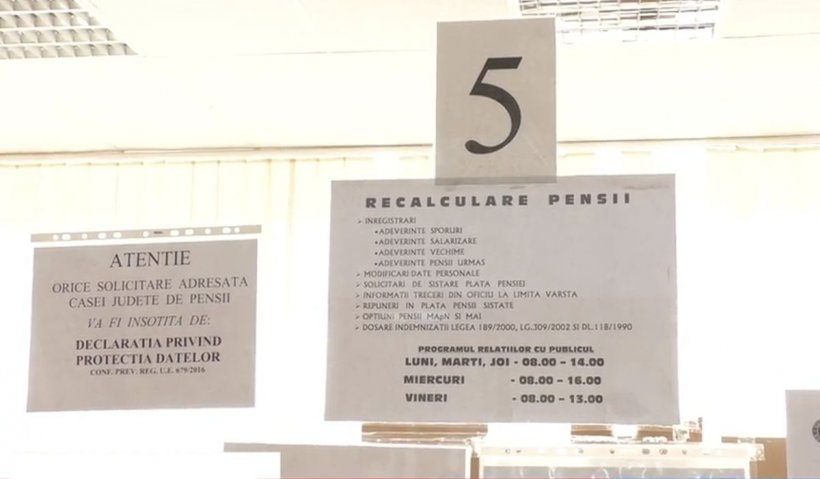 5
RECALCULARE PENSII
➢ INREGISTRARI
•ADEVERINTE SPORURI
•ADEVERINTE SALARIZARE
•ADEVERINTE VECHIME
•ADEVERINTE PENSII URMAS
➢ MODIFICARI DATE PERSONALE
➢ SOLICITARI DE SISTARE PLATA PENSIEI
➢ INFORMATII TRECERI DIN OFICIU LA LIMITA VARSTA
➢ REPUNERI IN PLATA PENSII SISTATE
➢ OPTIUNI PENSII MApN SI MAI
➢ DOSARE INDEMNIZATII LEGEA 189/2000, LG.309/2002 SI DL.118/1990
PROGRAMUL RELATIILOR CU PUBLICUL
LUNI, MARTI, JOI - 08.00 – 14.00
MIERCURI - 08.00 – 16.00
VINERI - 08.00 – 13.00
ATENTIE
ORICE SOLICITARE ADRESATA
CASEI JUDETE DE PENSII
VA FI INSOTITA DE:
DECLARATIA PRIVIND
PROTECTIA DATELOR
CONF. PREV. REG. U.E. 679/2016